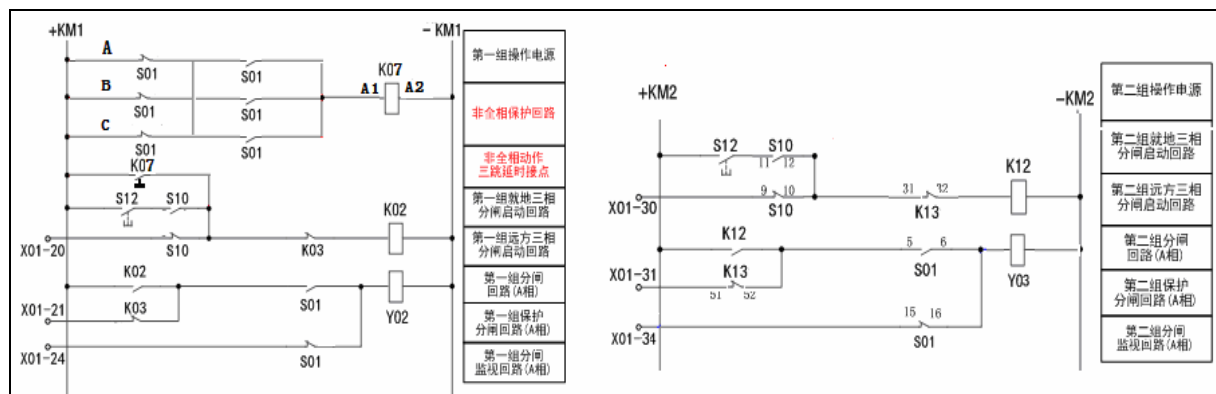 +KM1
- KM1
A
S01
S01
K07
B
A1
A2
S01
S01
C
S01
S01
K07
S12
S10
K02
X01-20
S10
K03
K02
S01
X01-21
K03
Y02
X01-24
S01
第一组操作电源
非全相保护回路
非全相动作
三跳延时接点
第一组就地三相
分闸启动回路
第一组远方三相
分闸启动回路
第一组分闸
回路(A相)
第一组保护
分闸回路(A相)
第一组分闸
监视回路(A相)
+KM2
-KM2
S12
S10
11
12
K12
9
10
31
32
X01-30
S10
K13
K12
5
6
S01
X01-31
K13
Y03
51
52
15
16
X01-34
S01
第二组操作电源
第二组就地三相
分闸启动回路
第二组远方三相
分闸启动回路
第二组分闸
回路(A相)
第二组保护
分闸回路(A相)
第二组分闸
监视回路(A相)